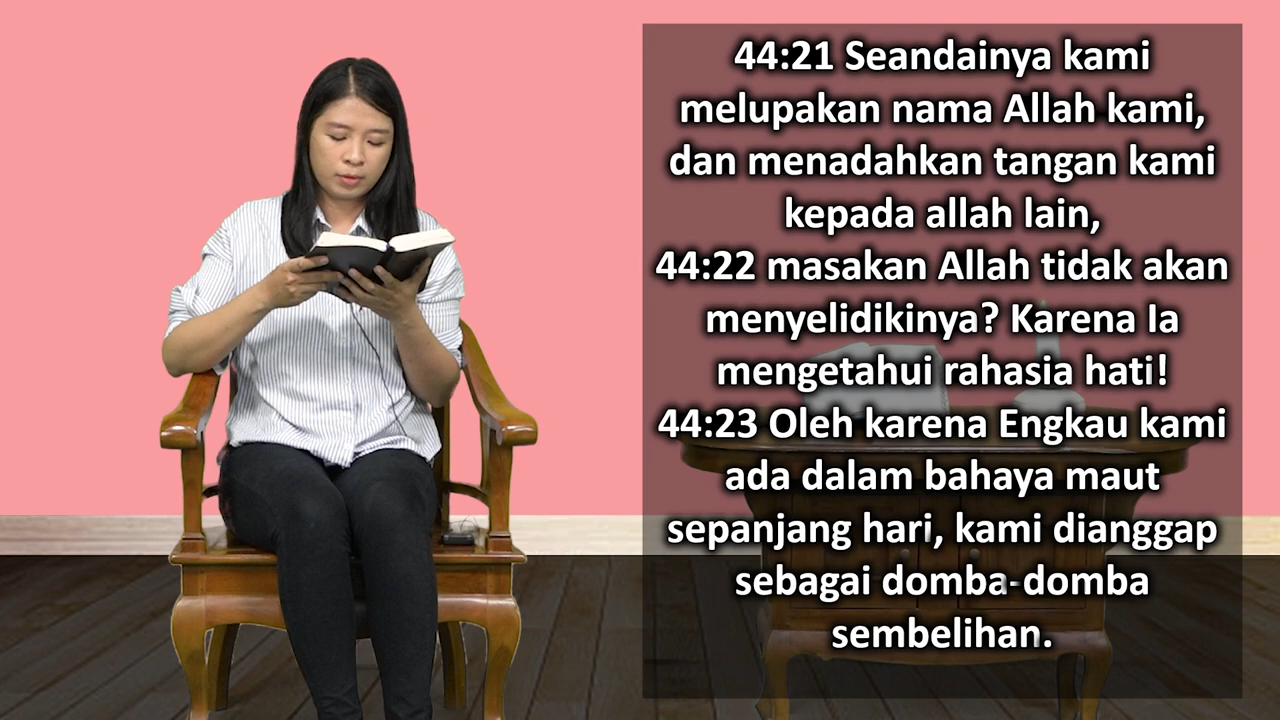 44:21 Seandainya kami
melupakan nama Allah kami,
dan menadahkan tangan kami
kepada allah lain,
44:22 masakan Allah tidak akan
menyelidikinya? Karena Ia
mengetahui rahasia hati!
44:23 Oleh karena Engkau kami
ada dalam bahaya maut
sepanjang hari, kami dianggap
sebagai domba-domba
sembelihan.